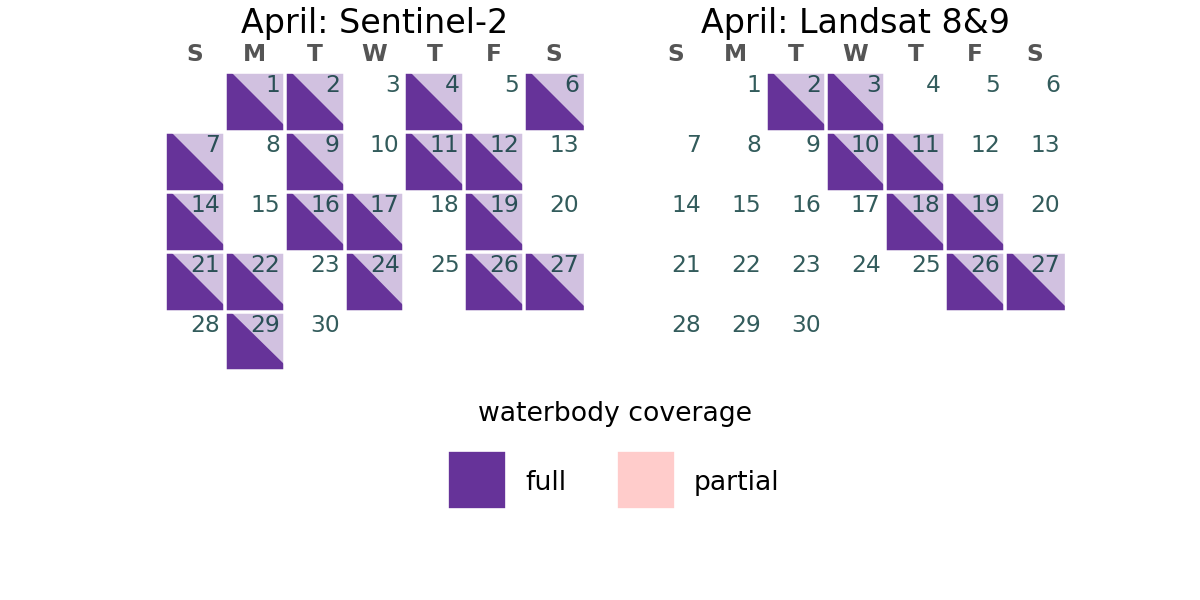 April: Sentinel-2
S M T W T F S
1 2 3 4 5 6
7 8 9 10 11 12 13
14 15 16 17 18 19 20
21 22 23 24 25 26 27
28 29 30
April: Landsat 8&9
S M T W T F S
1 2 3 4 5 6
7 8 9 10 11 12 13
14 15 16 17 18 19 20
21 22 23 24 25 26 27
28 29 30
waterbody coverage
full partial